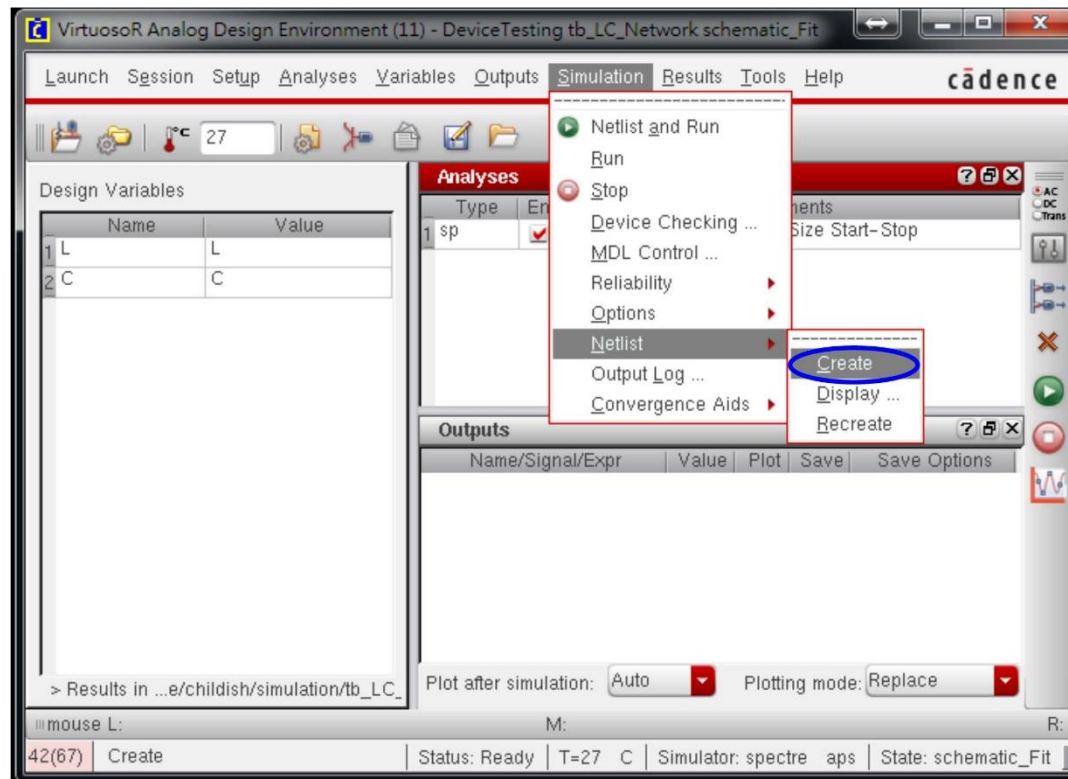 VirtuosoR Analog Design Environment (11) - DeviceTesting tb_LC_Network schematic_Fit
Launch Session Setup Analyses Variables Outputs Simulation Results Tools Help cādence
°C 27
Netlist and Run
Run
Stop
Device Checking ...
MDL Control ...
Reliability
Options
Netlist
Output Log ...
Convergence Aids
Create
Display ...
Recreate
Design Variables
Name Value
1 L L
2 C C
> Results in ...e/childish/simulation/tb_LC_
Analyses
Type En
1 sp Size Start-Stop
AC
DC
Trans
Outputs
Name/Signal/Expr Value Plot Save Save Options
Plot after simulation: Auto Plotting mode: Replace
mouse L: M: R:
42(67) Create Status: Ready T=27 C Simulator: spectre aps State: schematic_Fit